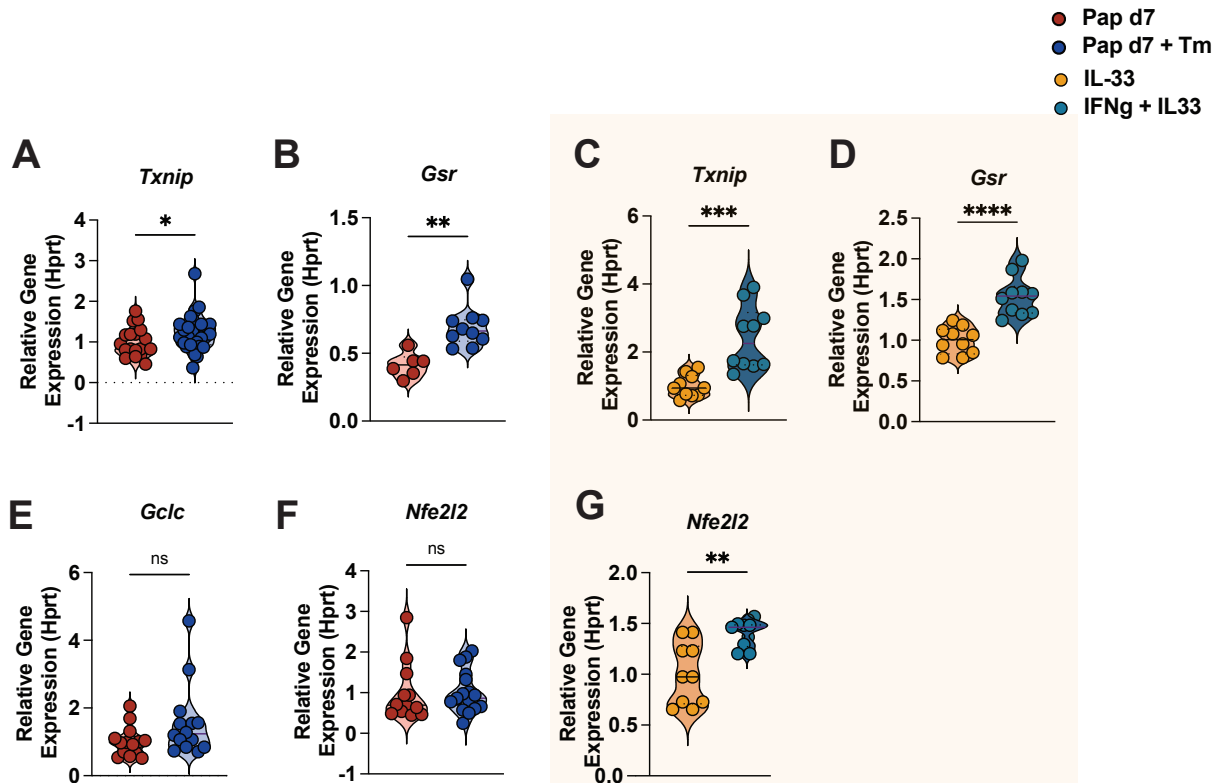 Pap d7
Pap d7 + Tm
IL-33
IFNg + IL33
A
Txnip
*
Relative Gene
Expression (Hprt)
4
3
2
1
0
-1
B
Gsr
**
Relative Gene
Expression (Hprt)
1.5
1.0
0.5
0.0
C
Txnip
***
Relative Gene
Expression (Hprt)
6
4
2
0
D
Gsr
****
Relative Gene
Expression (Hprt)
2.5
2.0
1.5
1.0
0.5
0.0
E
Gclc
ns
Relative Gene
Expression (Hprt)
6
4
2
0
F
Nfe2l2
ns
Relative Gene
Expression (Hprt)
4
3
2
1
0
-1
G
Nfe2l2
**
Relative Gene
Expression (Hprt)
2.0
1.5
1.0
0.5
0.0